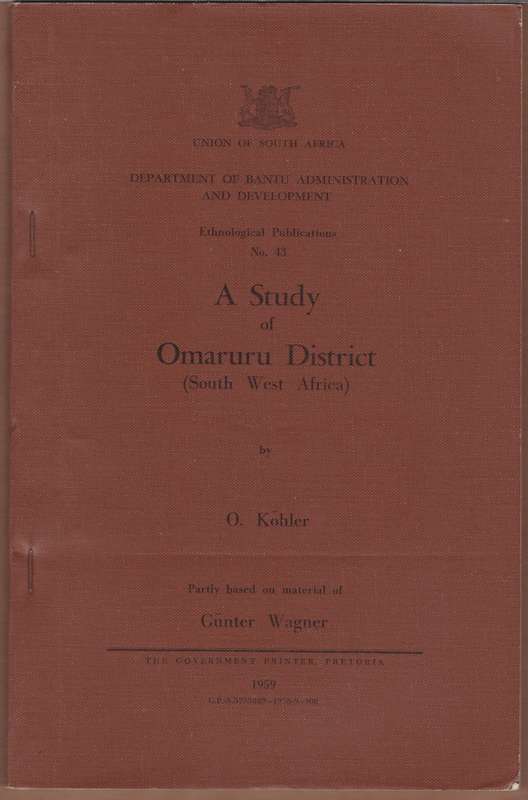 UNION OF SOUTH AFRICA
DEPARTMENT OF BANTU ADMINISTRATION
AND DEVELOPMENT
Ethnological Publications
No. 43
A Study
of
Omaruru District
(South West Africa)
by
O. Köhler
Partly based on material of
Günter Wagner
THE GOVERNMENT PRINTER, PRETORIA
1959